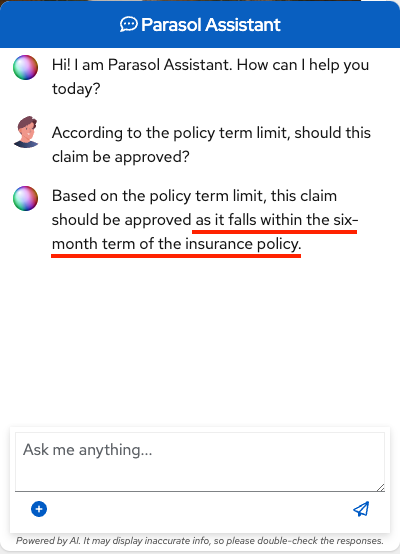 Parasol Assistant
Hi! I am Parasol Assistant. How can I help you
today?
According to the policy term limit, should this
claim be approved?
Based on the policy term limit, this claim
should be approved as it falls within the six-
month term of the insurance policy.
Ask me anything...
Powered by AI. It may display inaccurate info, so please double-check the responses.